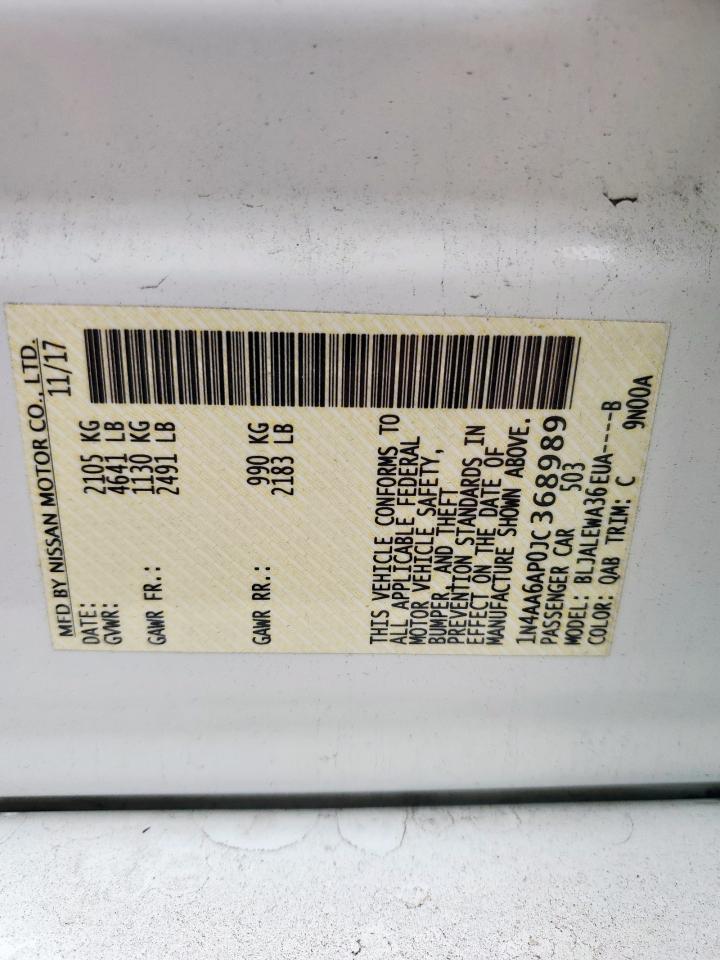 MFD BY NISSAN MOTOR CO., LTD.
DATE: 11/17
GVWR: 2105 KG
4641 LB
GAWR FR.: 1130 KG
2491 LB
GAWR RR.: 990 KG
2183 LB
THIS VEHICLE CONFORMS TO
ALL APPLICABLE FEDERAL
MOTOR VEHICLE SAFETY,
BUMPER, AND THEFT
PREVENTION STANDARDS IN
EFFECT ON THE DATE OF
MANUFACTURE SHOWN ABOVE.
1N4AA6AP0JC368989
PASSENGER CAR 503
MODEL: BLJALEWA36EUA----B
COLOR: QAB TRIM: C 9N00A